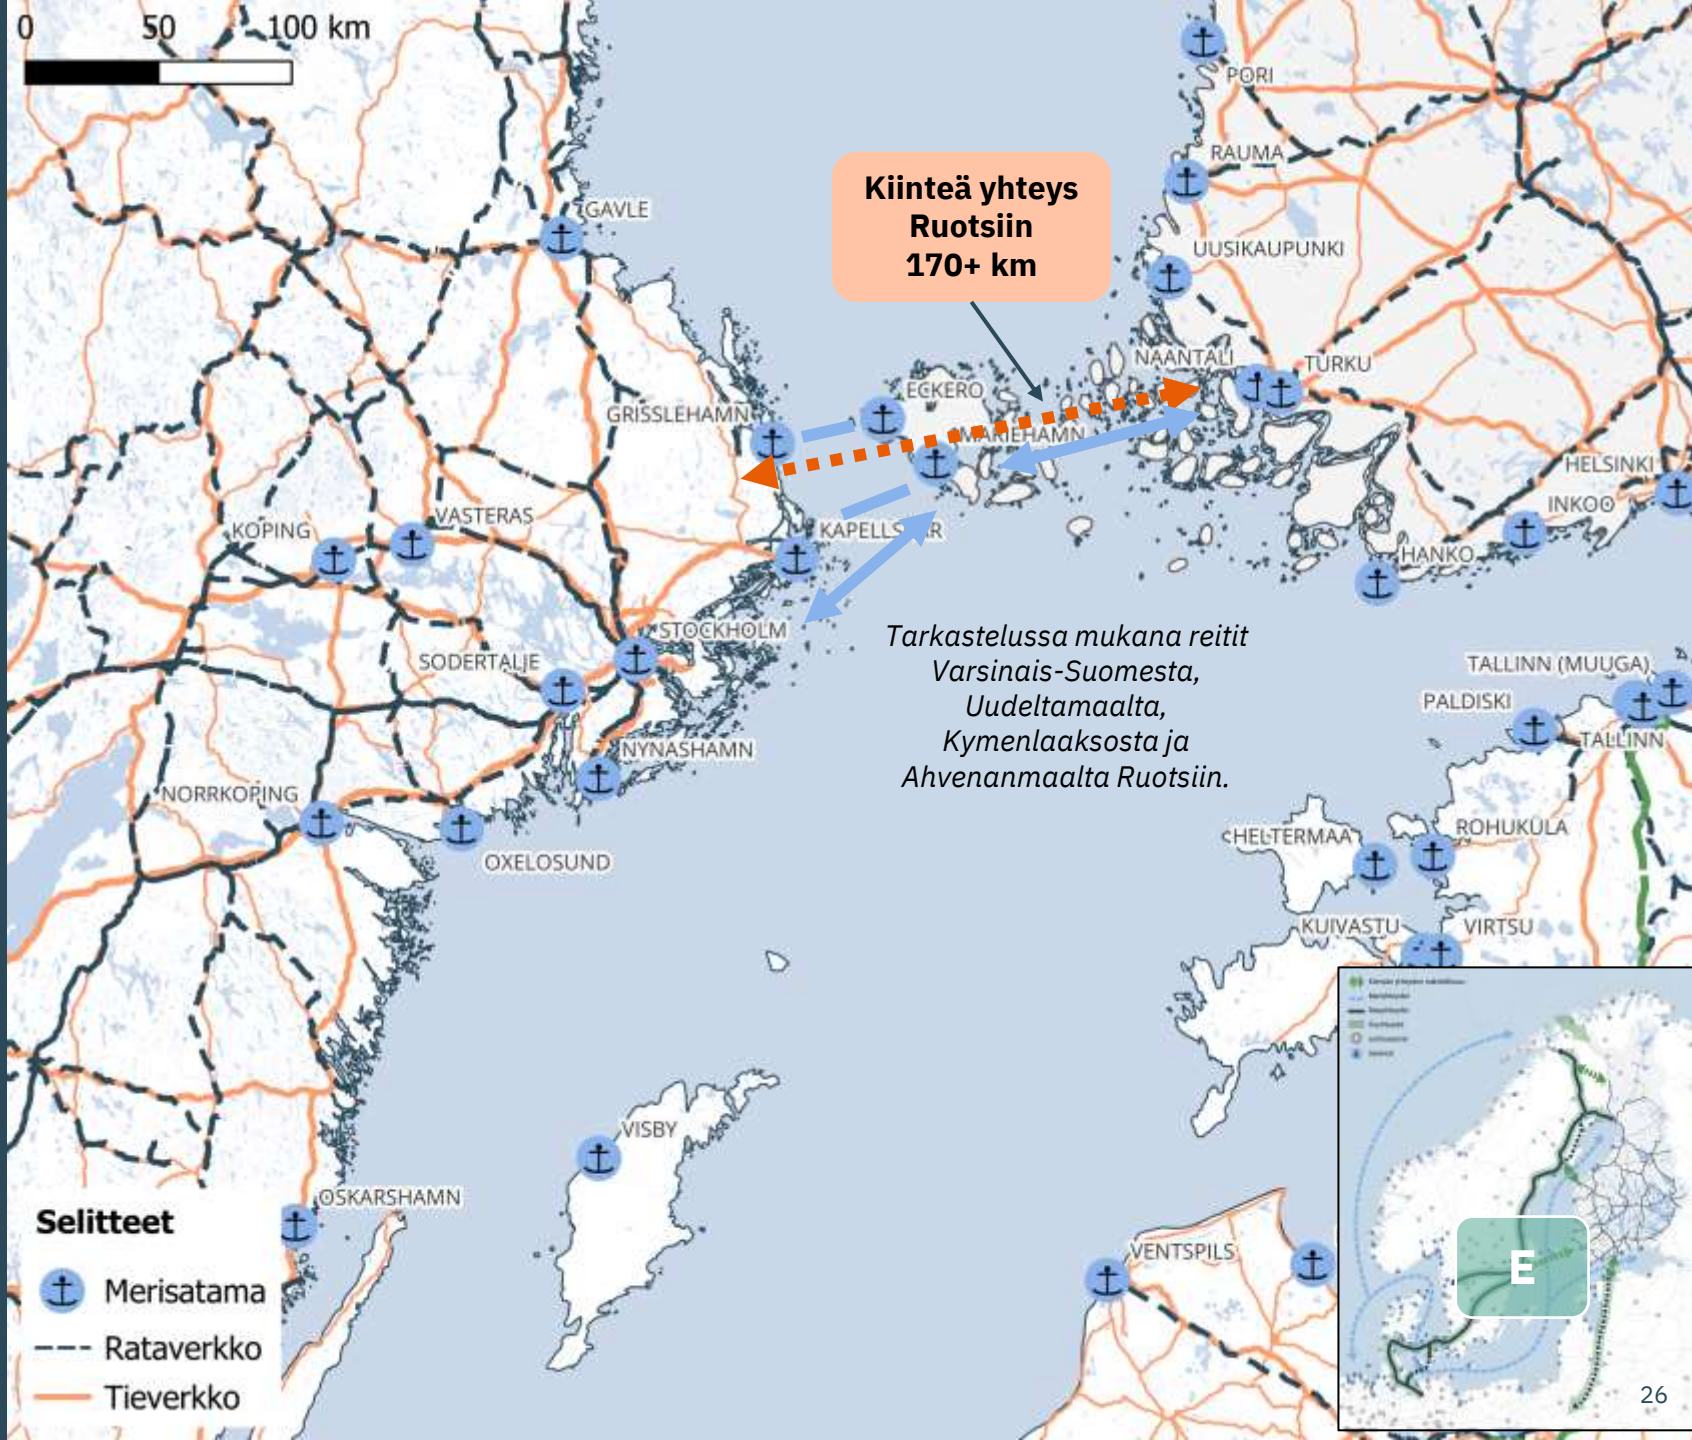 0 50 100 km
PORI
RAUMA
Kiinteä yhteys
Ruotsiin
170+ km
GAVLE
UUSIKAUPUNKI
NAANTALI
TURKU
ECKERO
GRISSLEHAMN
MARIEHAMN
HELSINKI
INKOO
VASTERAS
KOPING
HANKO
STOCKHOLM
SODERTALJE
Tarkastelussa mukana reitit
Varsinais-Suomesta,
Uudeltamaalta,
Kymenlaaksosta ja
Ahvenanmaalta Ruotsiin.
TALLINN (MUUGA)
PALDISKI
TALLINN
NYNASHAMN
NORRKOPING
OXELOSUND
HELTERMAA
ROHUKULA
KUIVASTU
VIRTSU
VISBY
OSKARSHAMN
VENTSPILS
Selitteet
Merisatama
Rataverkko
Tieverkko
E
26